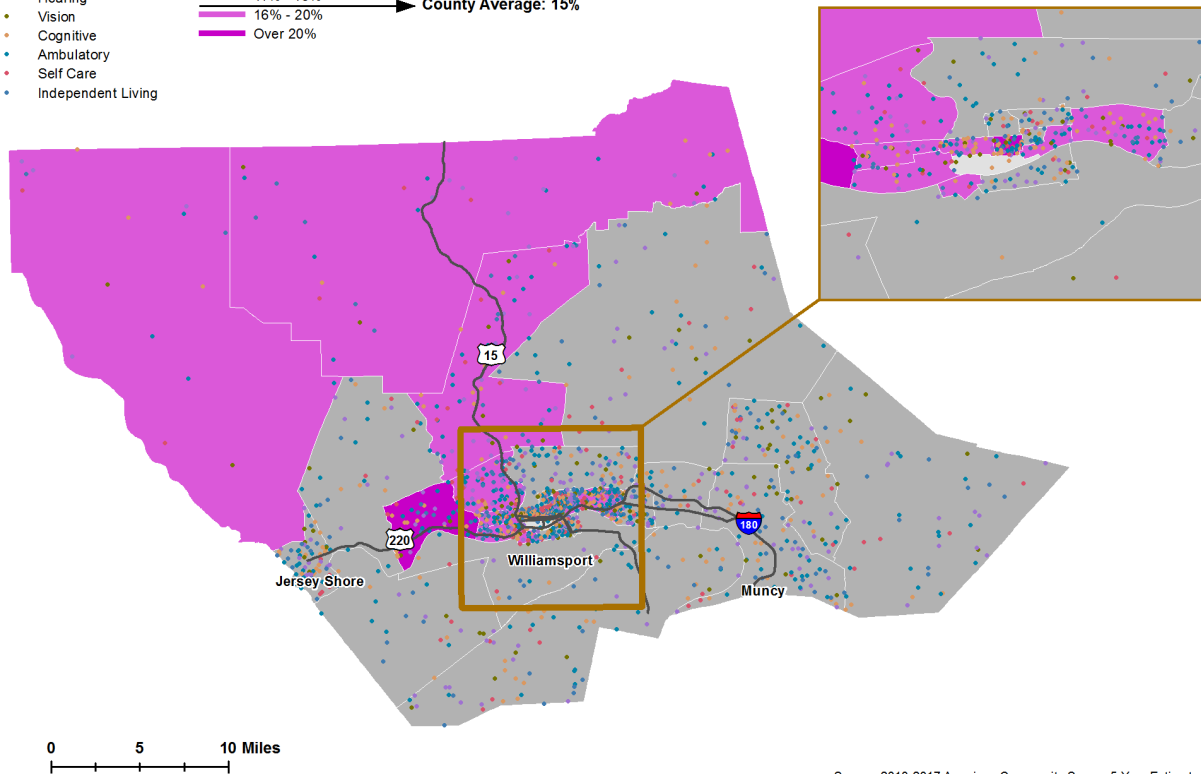 Hearing
Vision
Cognitive
Ambulatory
Self Care
Independent Living
County Average: 15%
16% - 20%
Over 20%
15
220
180
Jersey Shore
Williamsport
Muncy
0 5 10 Miles